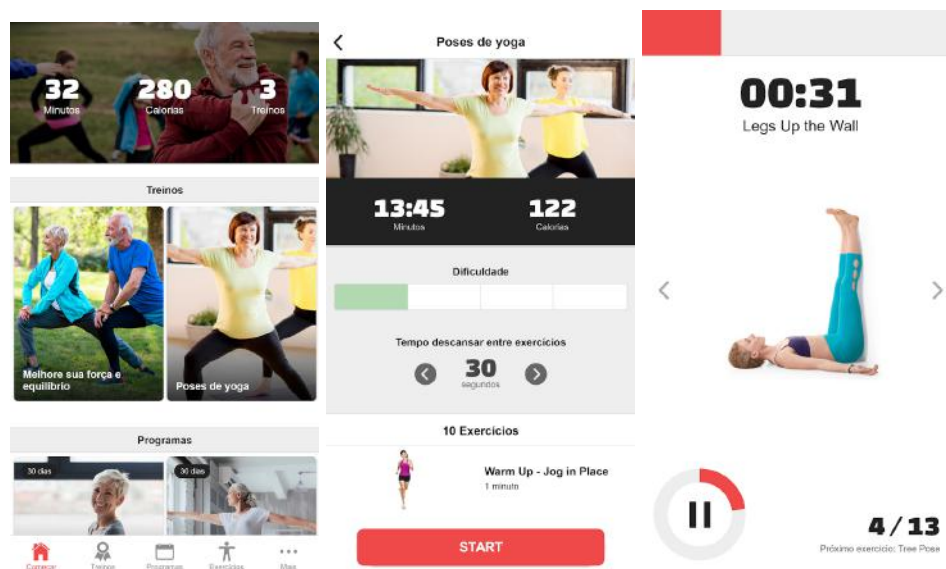 32
Minutos
280
Calorias
3
Treinos
Treinos
Melhore sua força e
equilíbrio
Poses de yoga
Programas
30 dias
30 dias
Começar
Treinos
Programas
Exercícios
Mais
Poses de yoga
13:45
Minutos
122
Calorias
Dificuldade
Tempo descansar entre exercícios
30
segundos
10 Exercícios
Warm Up - Jog in Place
1 minuto
START
00:31
Legs Up the Wall
4/13
Próximo exercício: Tree Pose